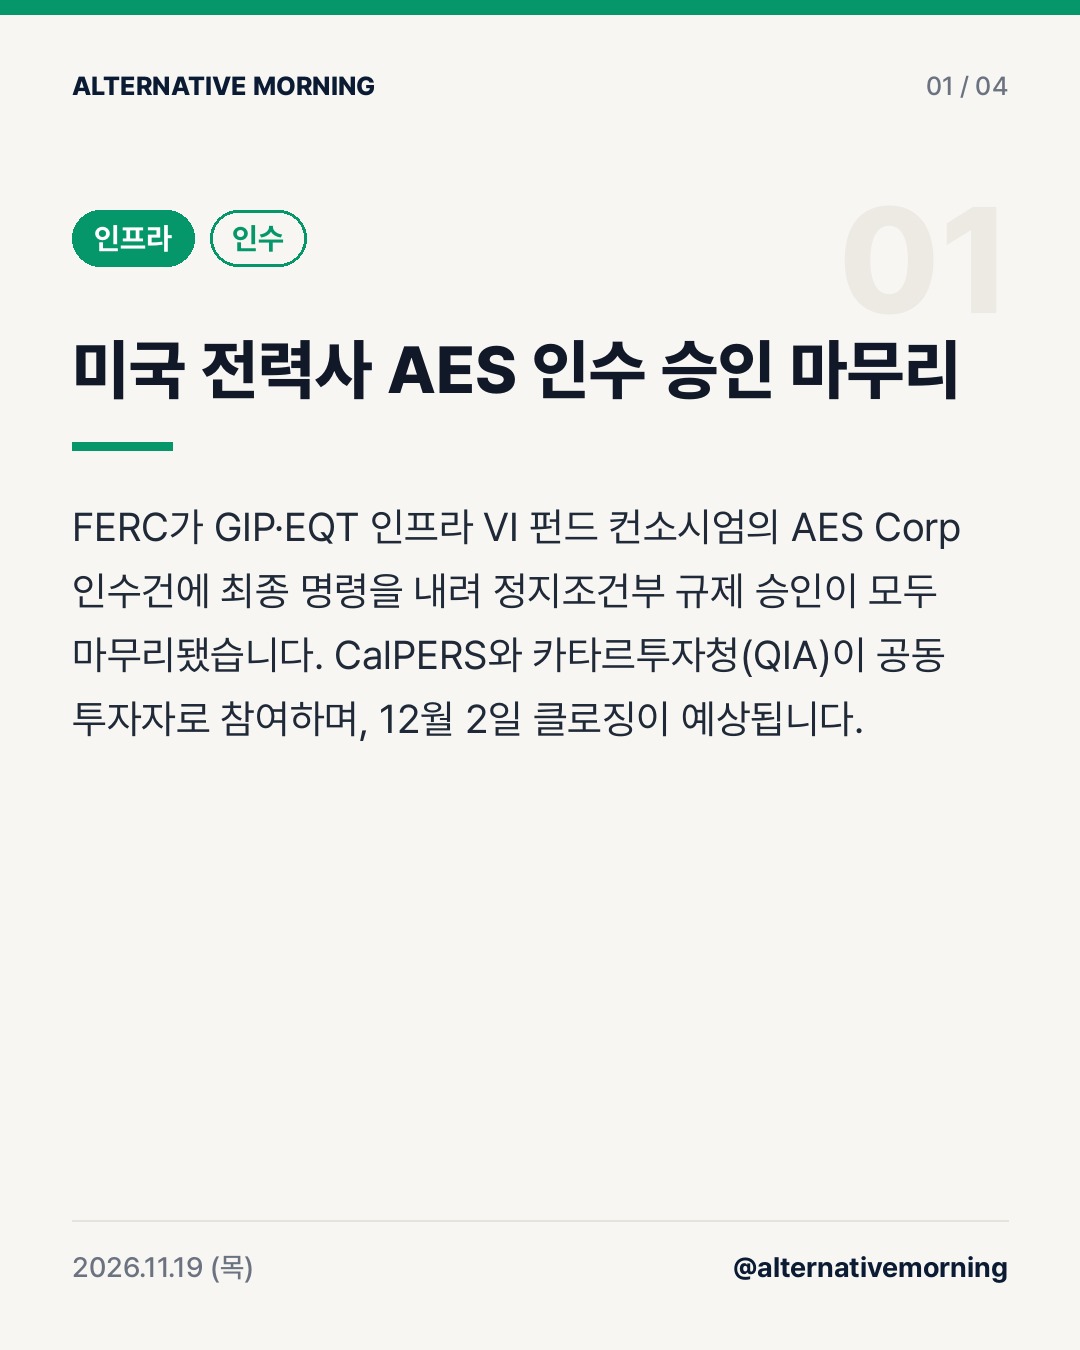 ALTERNATIVE MORNING
01 / 04
인프라 인수
01
미국 전력사 AES 인수 승인 마무리
FERC가 GIP·EQT 인프라 VI 펀드 컨소시엄의 AES Corp
인수건에 최종 명령을 내려 정지조건부 규제 승인이 모두
마무리됐습니다. CalPERS와 카타르투자청(QIA)이 공동
투자자로 참여하며, 12월 2일 클로징이 예상됩니다.
2026.11.19 (목)
@alternativemorning